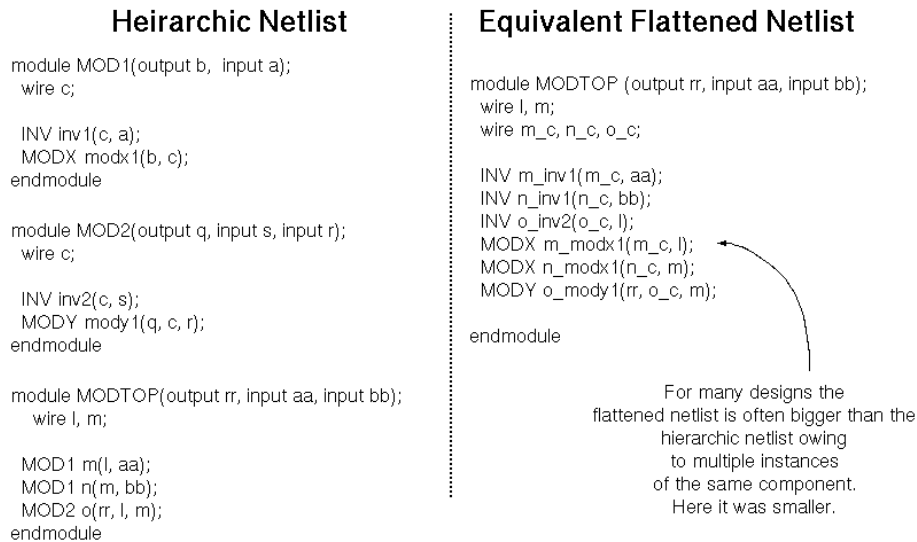 Heirarchic Netlist
module MOD1(output b, input a);
wire c;
INV inv1(c, a);
MODX modx1(b, c);
endmodule
module MOD2(output q, input s, input r);
wire c;
INV inv2(c, s);
MODY mody1(q, c, r);
endmodule
module MODTOP(output rr, input aa, input bb);
wire l, m;
MOD1 m(l, aa);
MOD1 n(m, bb);
MOD2 o(rr, l, m);
endmodule
Equivalent Flattened Netlist
module MODTOP (output rr, input aa, input bb);
wire l, m;
wire m_c, n_c, o_c;
INV m_inv1(m_c, aa);
INV n_inv1(n_c, bb);
INV o_inv2(o_c, l);
MODX m_modx1(m_c, l);
MODX n_modx1(n_c, m);
MODY o_mody1(rr, o_c, m);
endmodule
For many designs the
flattened netlist is often bigger than the
hierarchic netlist owing
to multiple instances
of the same component.
Here it was smaller.